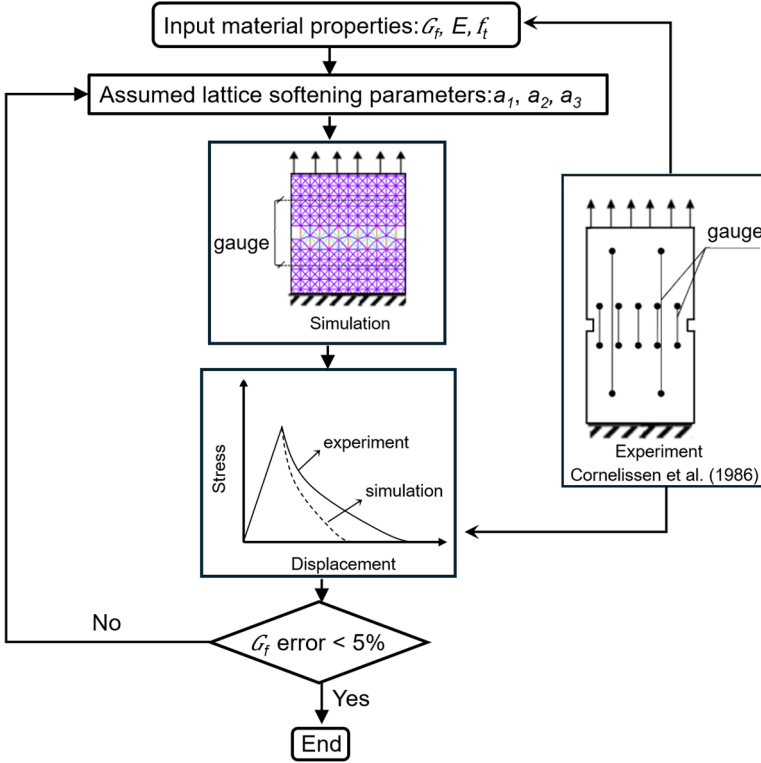 Input material properties:G_f, E, f_t
Assumed lattice softening parameters:a_1, a_2, a_3
gauge
Simulation
gauge
Experiment
Cornelissen et al. (1986)
Stress
experiment
simulation
Displacement
No
G_f error < 5%
Yes
End